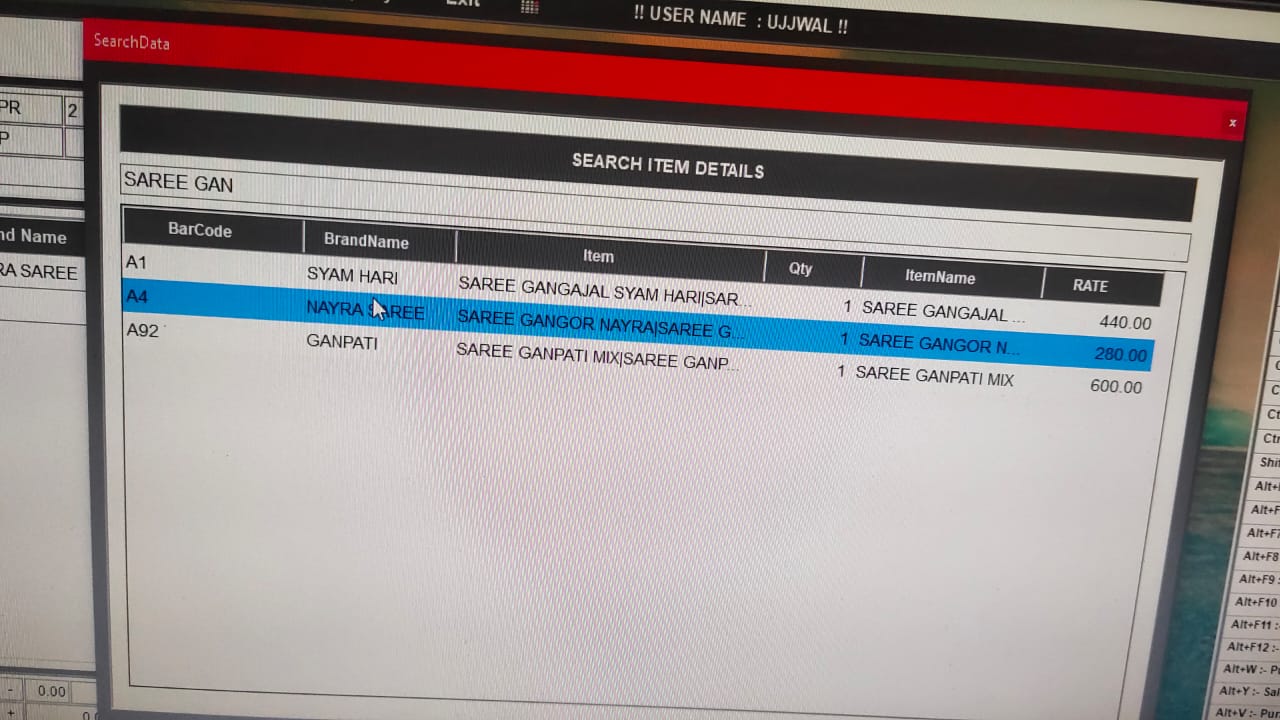 Exit
!! USER NAME : UJJWAL !!
SearchData
x
PR 2
P
SEARCH ITEM DETAILS
SAREE GAN
nd Name
RA SAREE
BarCode BrandName Item Qty ItemName RATE
A1 SYAM HARI SAREE GANGAJAL SYAM HARI|SAR... 1 SAREE GANGAJAL ... 440.00
A4 NAYRA SAREE SAREE GANGOR NAYRA|SAREE G... 1 SAREE GANGOR N... 280.00
A92 GANPATI SAREE GANPATI MIX|SAREE GANP... 1 SAREE GANPATI MIX 600.00
Ct
Ctr
Shi
Alt+F
Alt+F7
Alt+F8
Alt+F9 :
Alt+F10
Alt+F11 :
Alt+F12 :-
Alt+W :- P
Alt+Y :- Sal
Alt+V :- Pur
- 0.00
+